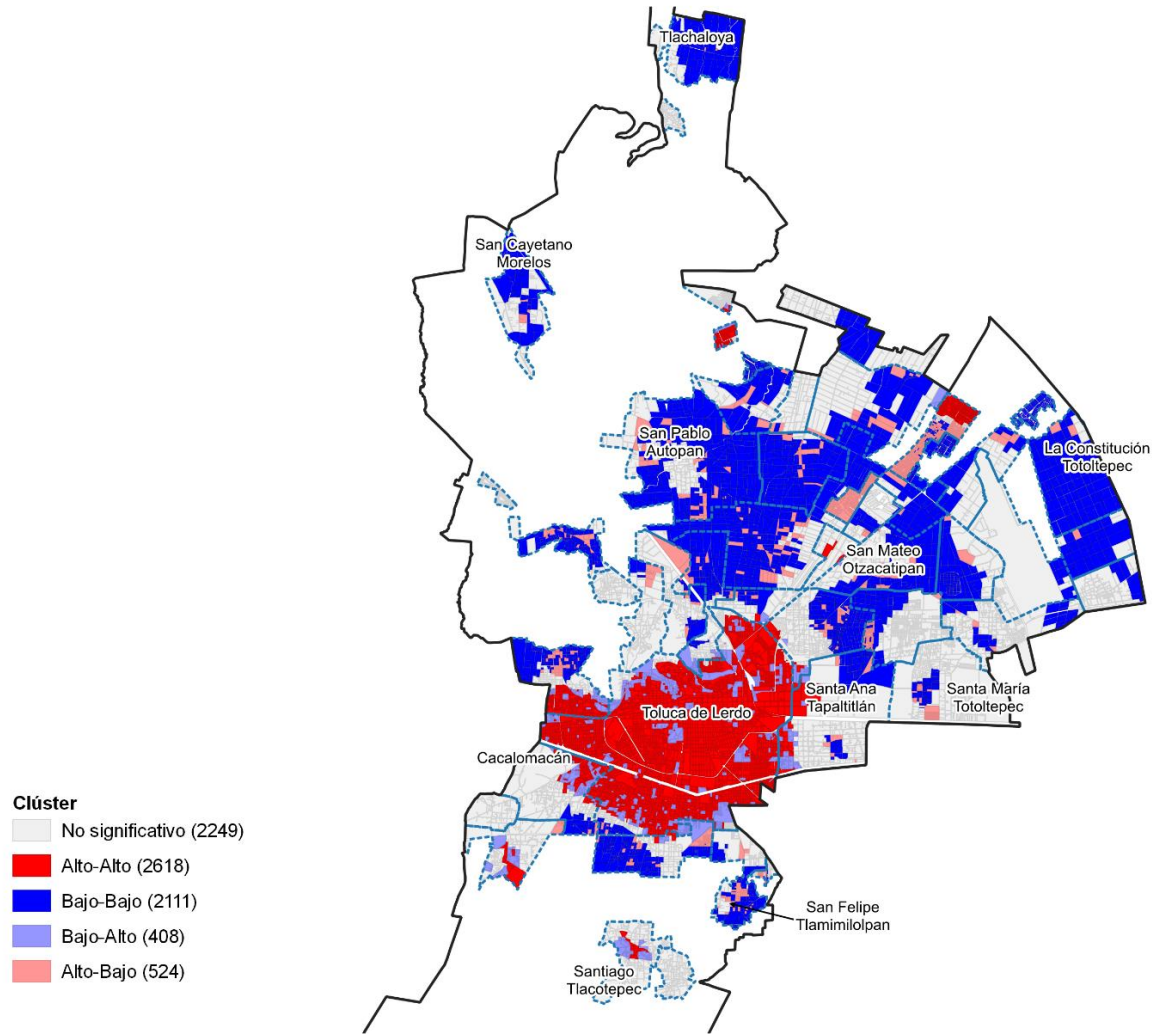 Tlachaloya
San Cayetano
Morelos
San Pablo
Autopan
La Constitución
Totoltepec
San Mateo
Otzacatipan
Santa Ana
Tapaltitlán
Santa María
Totoltepec
Toluca de Lerdo
Cacalomacán
San Felipe
Tlamimilolpan
Santiago
Tlacotepec
Clúster
No significativo (2249)
Alto-Alto (2618)
Bajo-Bajo (2111)
Bajo-Alto (408)
Alto-Bajo (524)